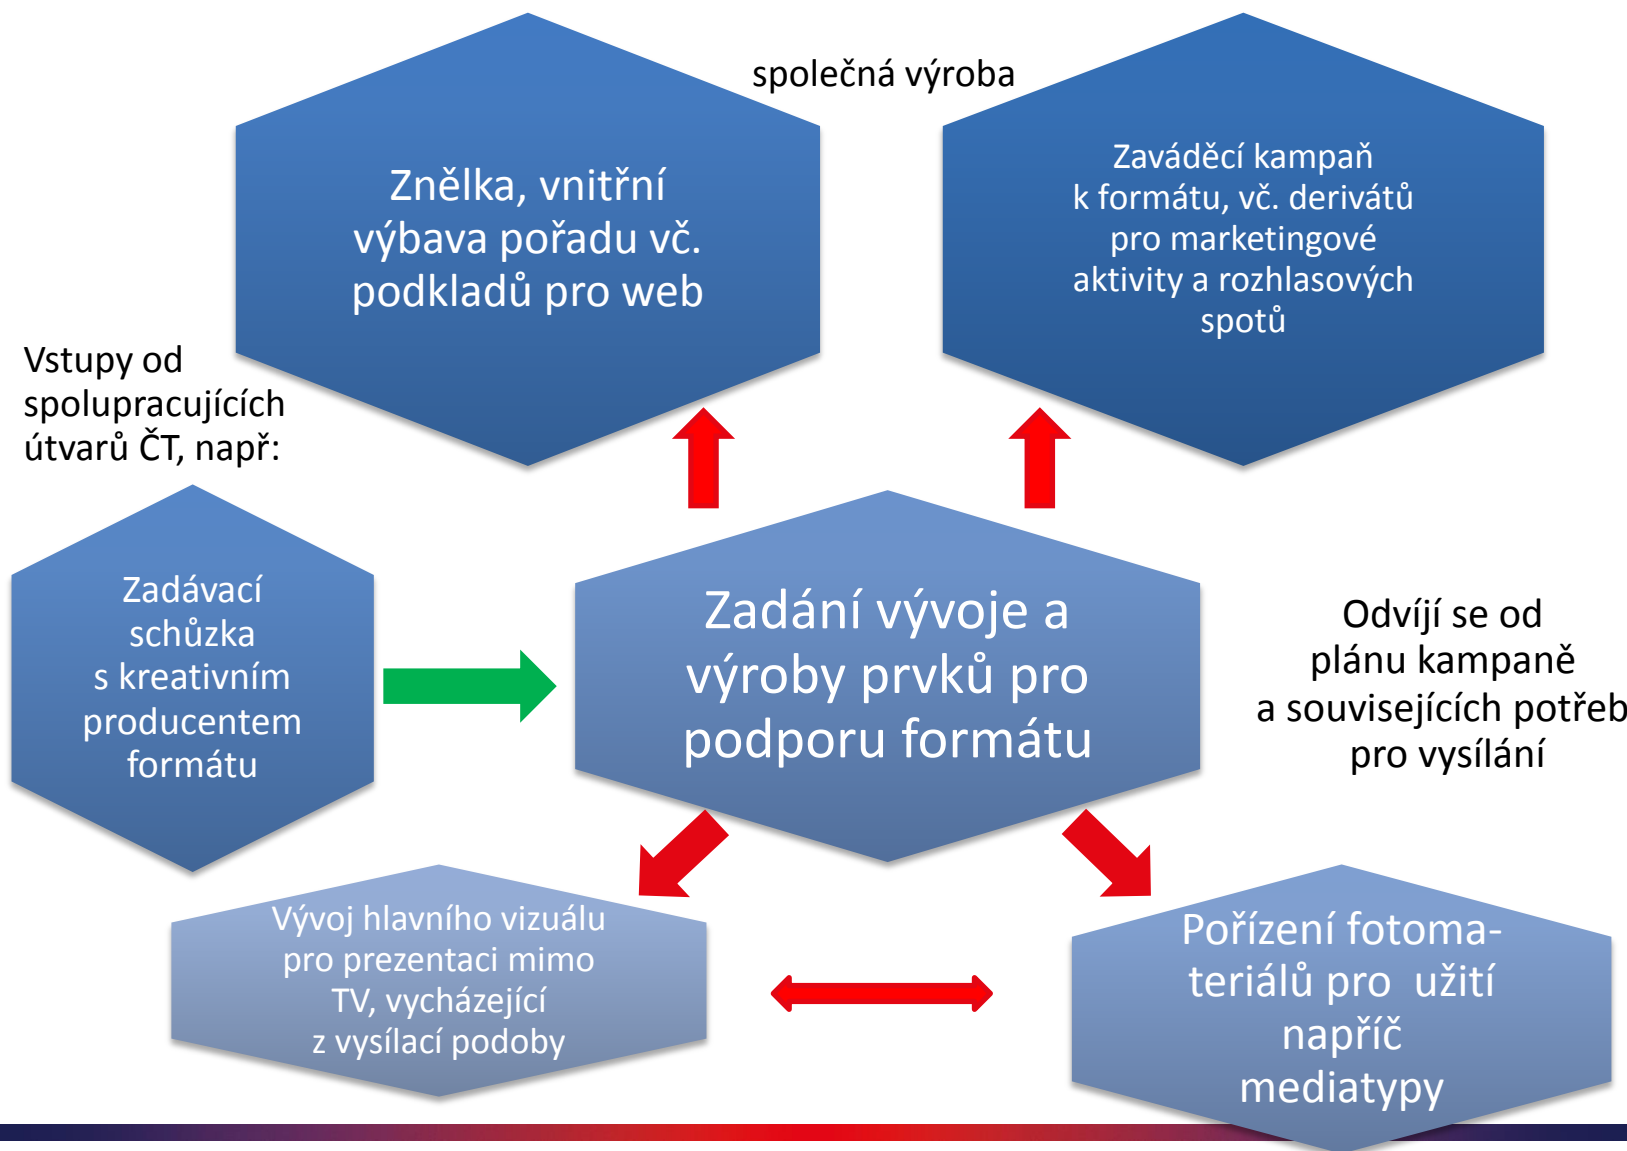 společná výroba
Znělka, vnitřní
výbava pořadu vč.
podkladů pro web
Zaváděcí kampaň
k formátu, vč. derivátů
pro marketingové
aktivity a rozhlasových
spotů
Vstupy od
spolupracujících
útvarů ČT, např:
Zadávací
schůzka
s kreativním
producentem
formátu
Zadání vývoje a
výroby prvků pro
podporu formátu
Odvíjí se od
plánu kampaně
a souvisejících potřeb
pro vysílání
Vývoj hlavního vizuálu
pro prezentaci mimo
TV, vycházející
z vysílací podoby
Pořízení fotoma-
teriálů pro  užití
napříč
mediatypy